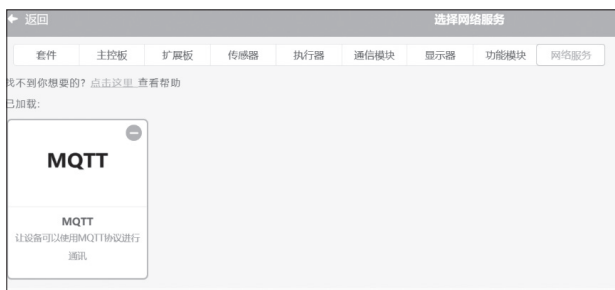 返回 选择网络服务
套件 主控板 扩展板 传感器 执行器 通信模块 显示器 功能模块 网络服务
找不到你想要的? 点击这里 查看帮助
已加载:
MQTT
MQTT
让设备可以使用MQTT协议进行
通讯